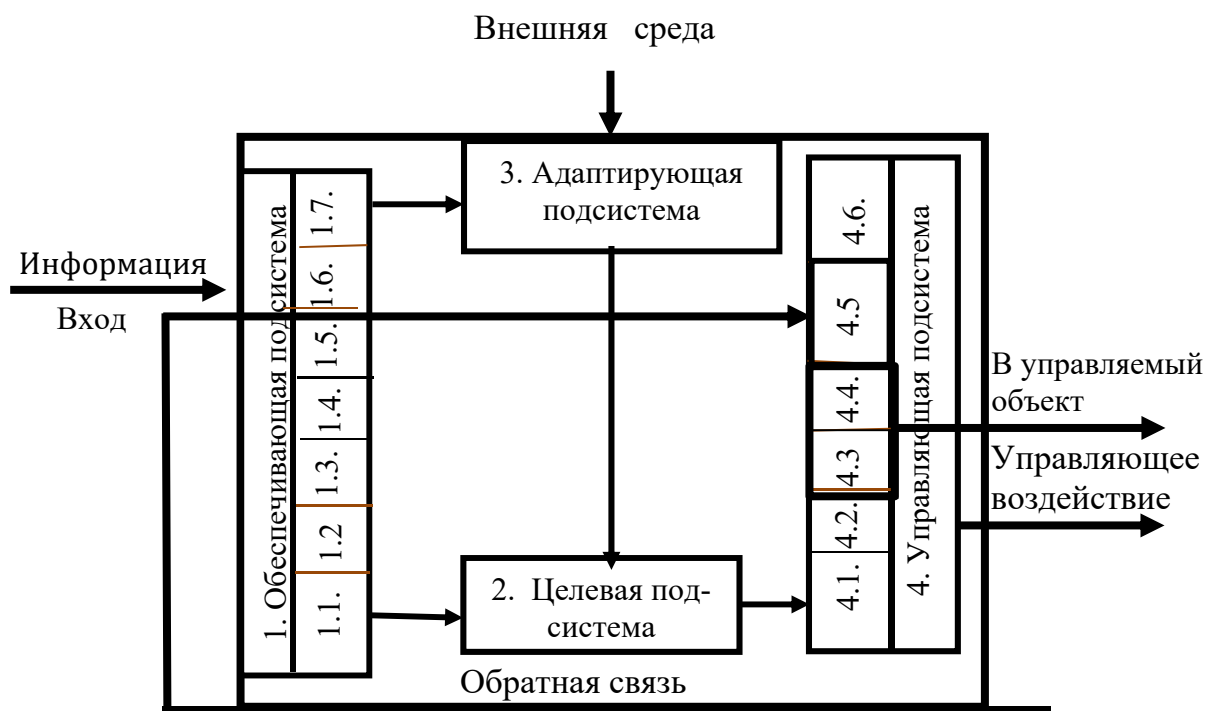 Внешняя среда
3. Адаптирующая
подсистема
Информация
Вход
1. Обеспечивающая подсистема
1.7.
1.6.
1.5.
1.4.
1.3.
1.2
1.1.
4.6.
4.5
4.4.
4.3
4.2.
4.1.
4. Управляющая подсистема
В управляемый
объект
Управляющее
воздействие
2. Целевая под-
система
Обратная связь